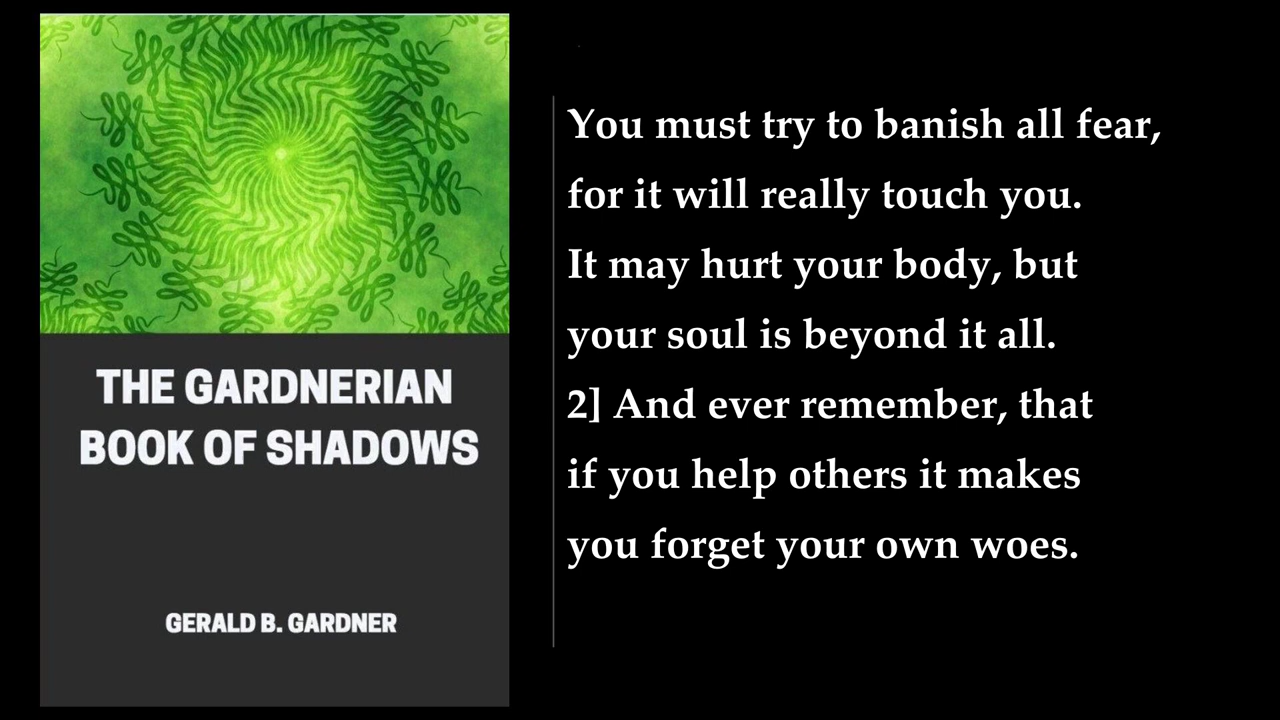 THE GARDNERIAN
BOOK OF SHADOWS
GERALD B. GARDNER
You must try to banish all fear,
for it will really touch you.
It may hurt your body, but
your soul is beyond it all.
2] And ever remember, that
if you help others it makes
you forget your own woes.